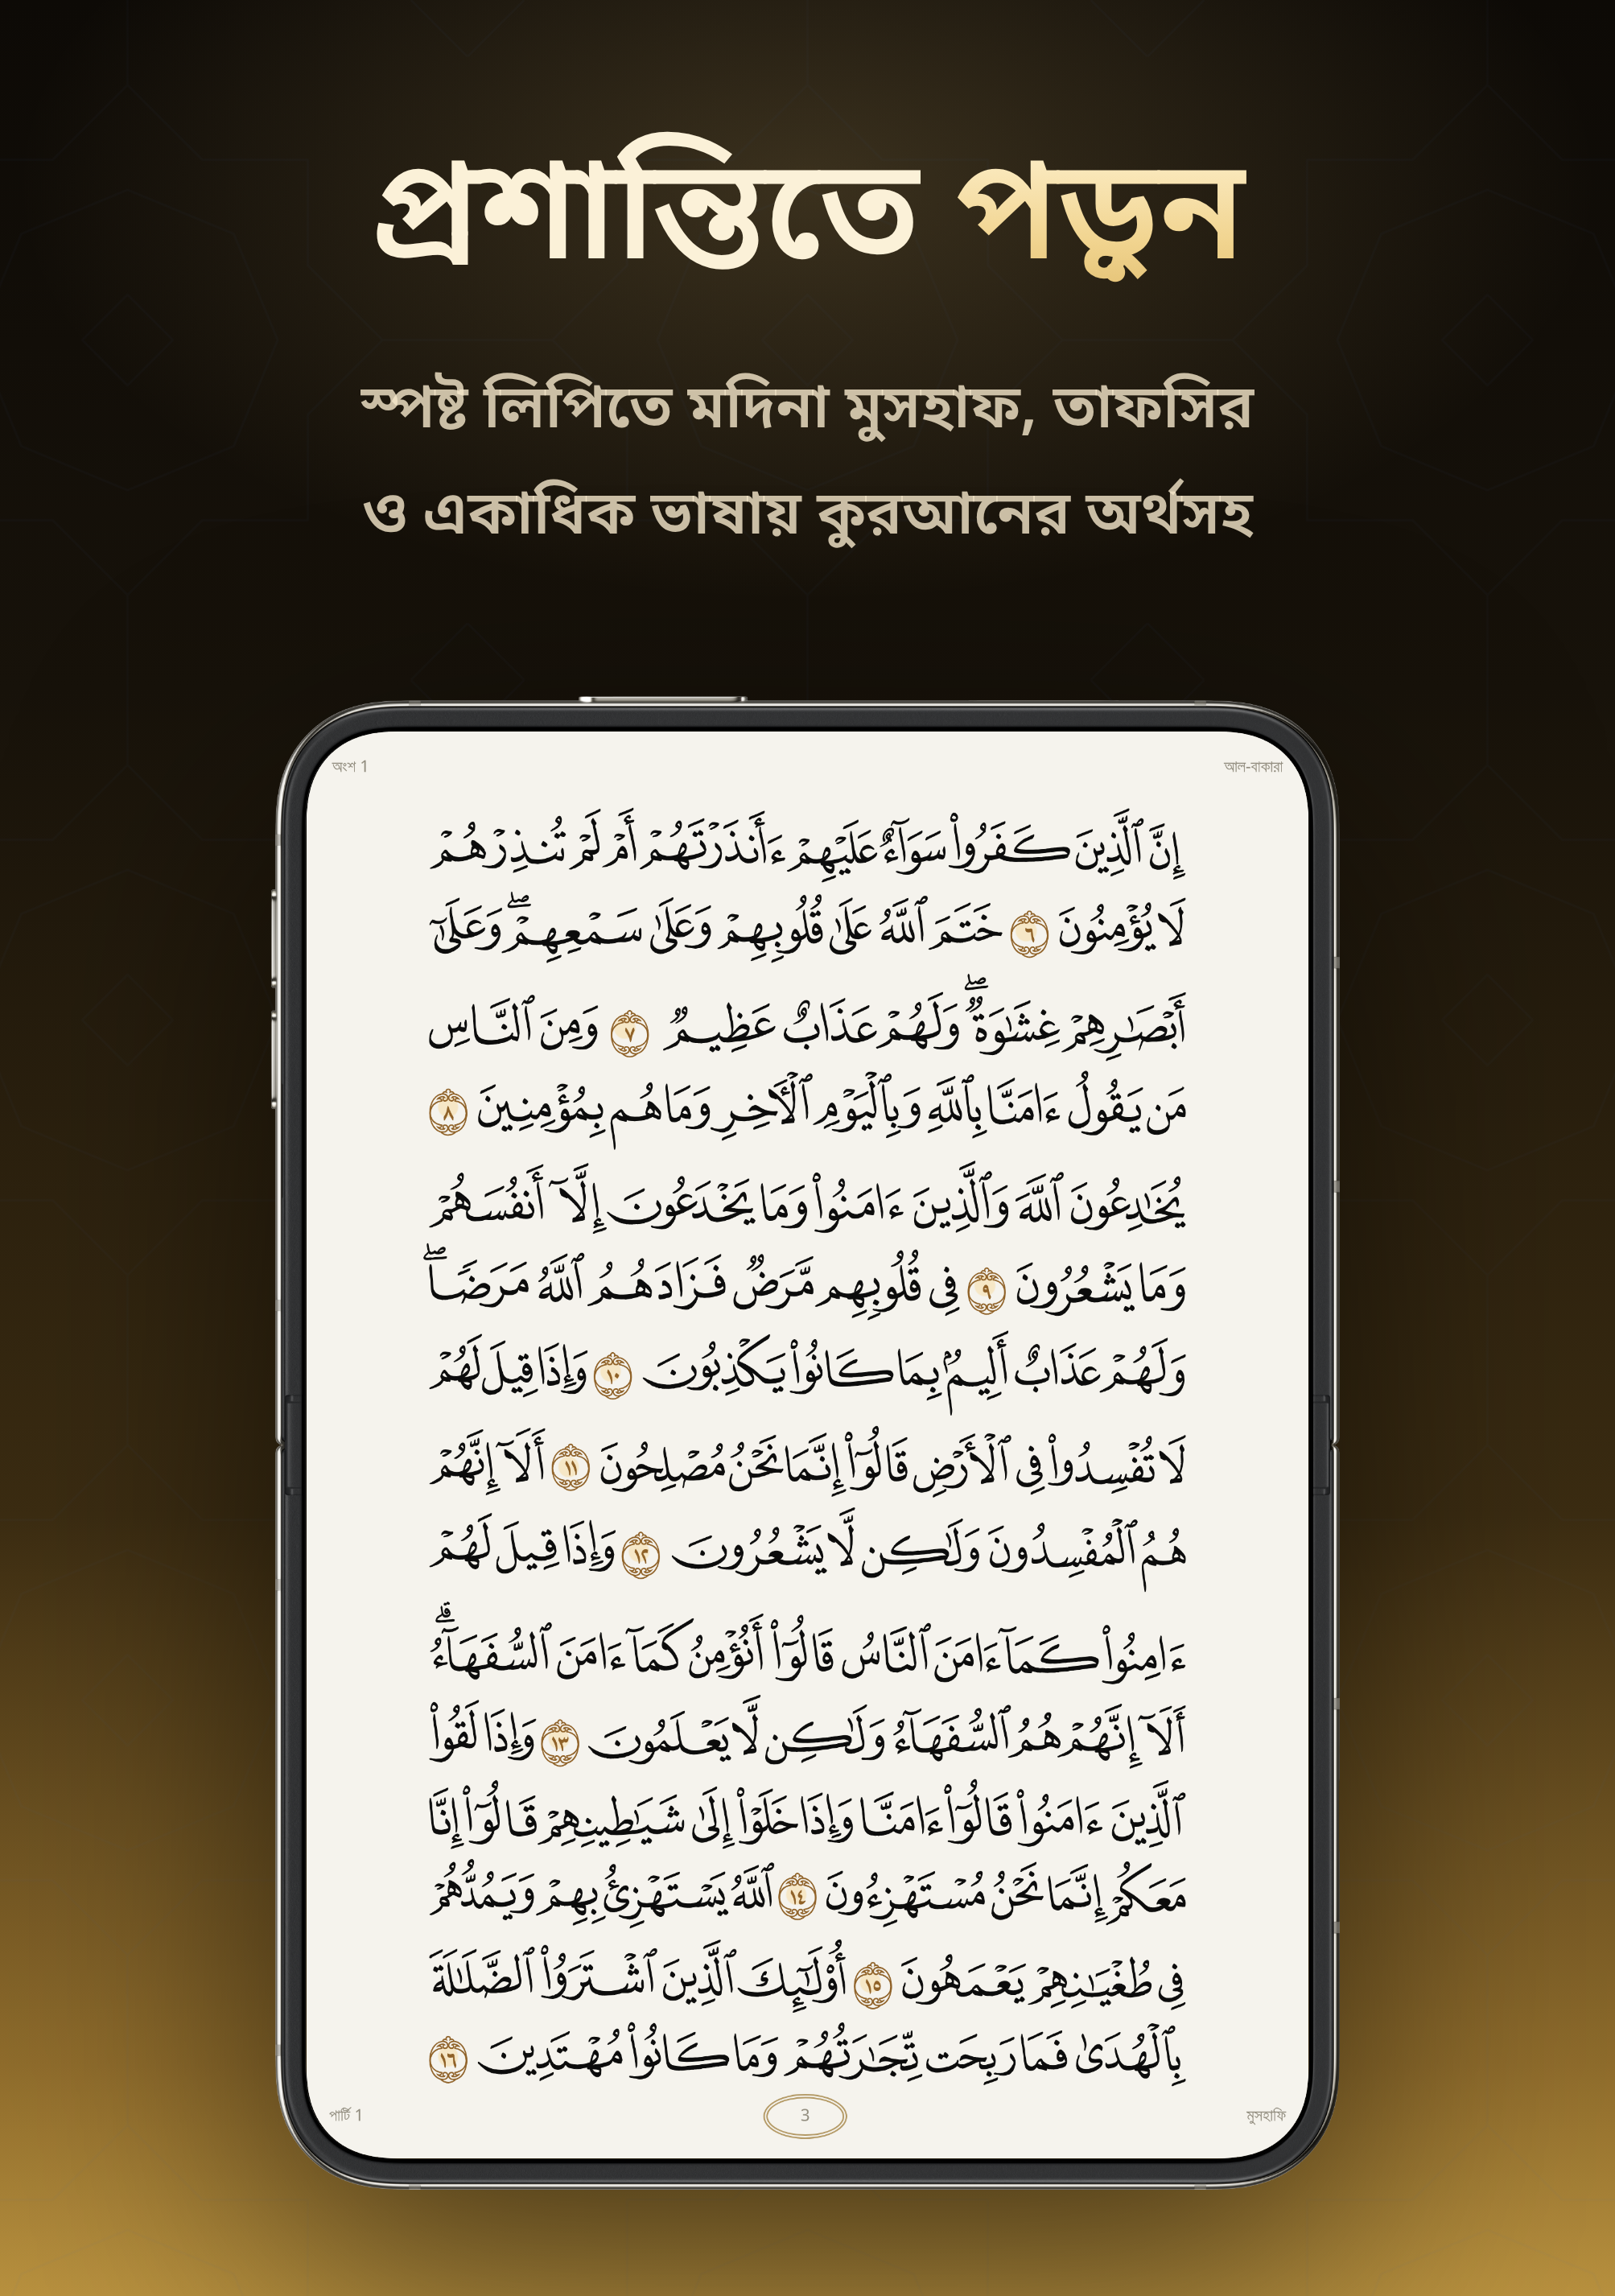 প্রশান্তিতে পড়ুন
স্পষ্ট লিপিতে মদিনা মুসহাফ, তাফসির
ও একাধিক ভাষায় কুরআনের অর্থসহ
অংশ 1
আল-বাকারা
إِنَّ ٱلَّذِينَ كَفَرُوا۟ سَوَآءٌ عَلَيْهِمْ ءَأَنذَرْتَهُمْ أَمْ لَمْ تُنذِرْهُمْ
لَا يُؤْمِنُونَ ٦ خَتَمَ ٱللَّهُ عَلَىٰ قُلُوبِهِمْ وَعَلَىٰ سَمْعِهِمْ ۖ وَعَلَىٰٓ
أَبْصَـٰرِهِمْ غِشَـٰوَةٌ ۖ وَلَهُمْ عَذَابٌ عَظِيمٌ ٧ وَمِنَ ٱلنَّاسِ
مَن يَقُولُ ءَامَنَّا بِٱللَّهِ وَبِٱلْيَوْمِ ٱلْـَٔاخِرِ وَمَا هُم بِمُؤْمِنِينَ ٨
يُخَـٰدِعُونَ ٱللَّهَ وَٱلَّذِينَ ءَامَنُوا۟ وَمَا يَخْدَعُونَ إِلَّآ أَنفُسَهُمْ
وَمَا يَشْعُرُونَ ٩ فِى قُلُوبِهِم مَّرَضٌ فَزَادَهُمُ ٱللَّهُ مَرَضًا ۖ
وَلَهُمْ عَذَابٌ أَلِيمٌۢ بِمَا كَانُوا۟ يَكْذِبُونَ ١٠ وَإِذَا قِيلَ لَهُمْ
لَا تُفْسِدُوا۟ فِى ٱلْأَرْضِ قَالُوٓا۟ إِنَّمَا نَحْنُ مُصْلِحُونَ ١١ أَلَآ إِنَّهُمْ
هُمُ ٱلْمُفْسِدُونَ وَلَـٰكِن لَّا يَشْعُرُونَ ١٢ وَإِذَا قِيلَ لَهُمْ
ءَامِنُوا۟ كَمَآ ءَامَنَ ٱلنَّاسُ قَالُوٓا۟ أَنُؤْمِنُ كَمَآ ءَامَنَ ٱلسُّفَهَآءُ ۗ
أَلَآ إِنَّهُمْ هُمُ ٱلسُّفَهَآءُ وَلَـٰكِن لَّا يَعْلَمُونَ ١٣ وَإِذَا لَقُوا۟
ٱلَّذِينَ ءَامَنُوا۟ قَالُوٓا۟ ءَامَنَّا وَإِذَا خَلَوْا۟ إِلَىٰ شَيَـٰطِينِهِمْ قَالُوٓا۟ إِنَّا
مَعَكُمْ إِنَّمَا نَحْنُ مُسْتَهْزِءُونَ ١٤ ٱللَّهُ يَسْتَهْزِئُ بِهِمْ وَيَمُدُّهُمْ
فِى طُغْيَـٰنِهِمْ يَعْمَهُونَ ١٥ أُو۟لَـٰٓئِكَ ٱلَّذِينَ ٱشْتَرَوُا۟ ٱلضَّلَـٰلَةَ
بِٱلْهُدَىٰ فَمَا رَبِحَت تِّجَـٰرَتُهُمْ وَمَا كَانُوا۟ مُهْتَدِينَ ١٦
পার্টি 1
3
মুসহাফি